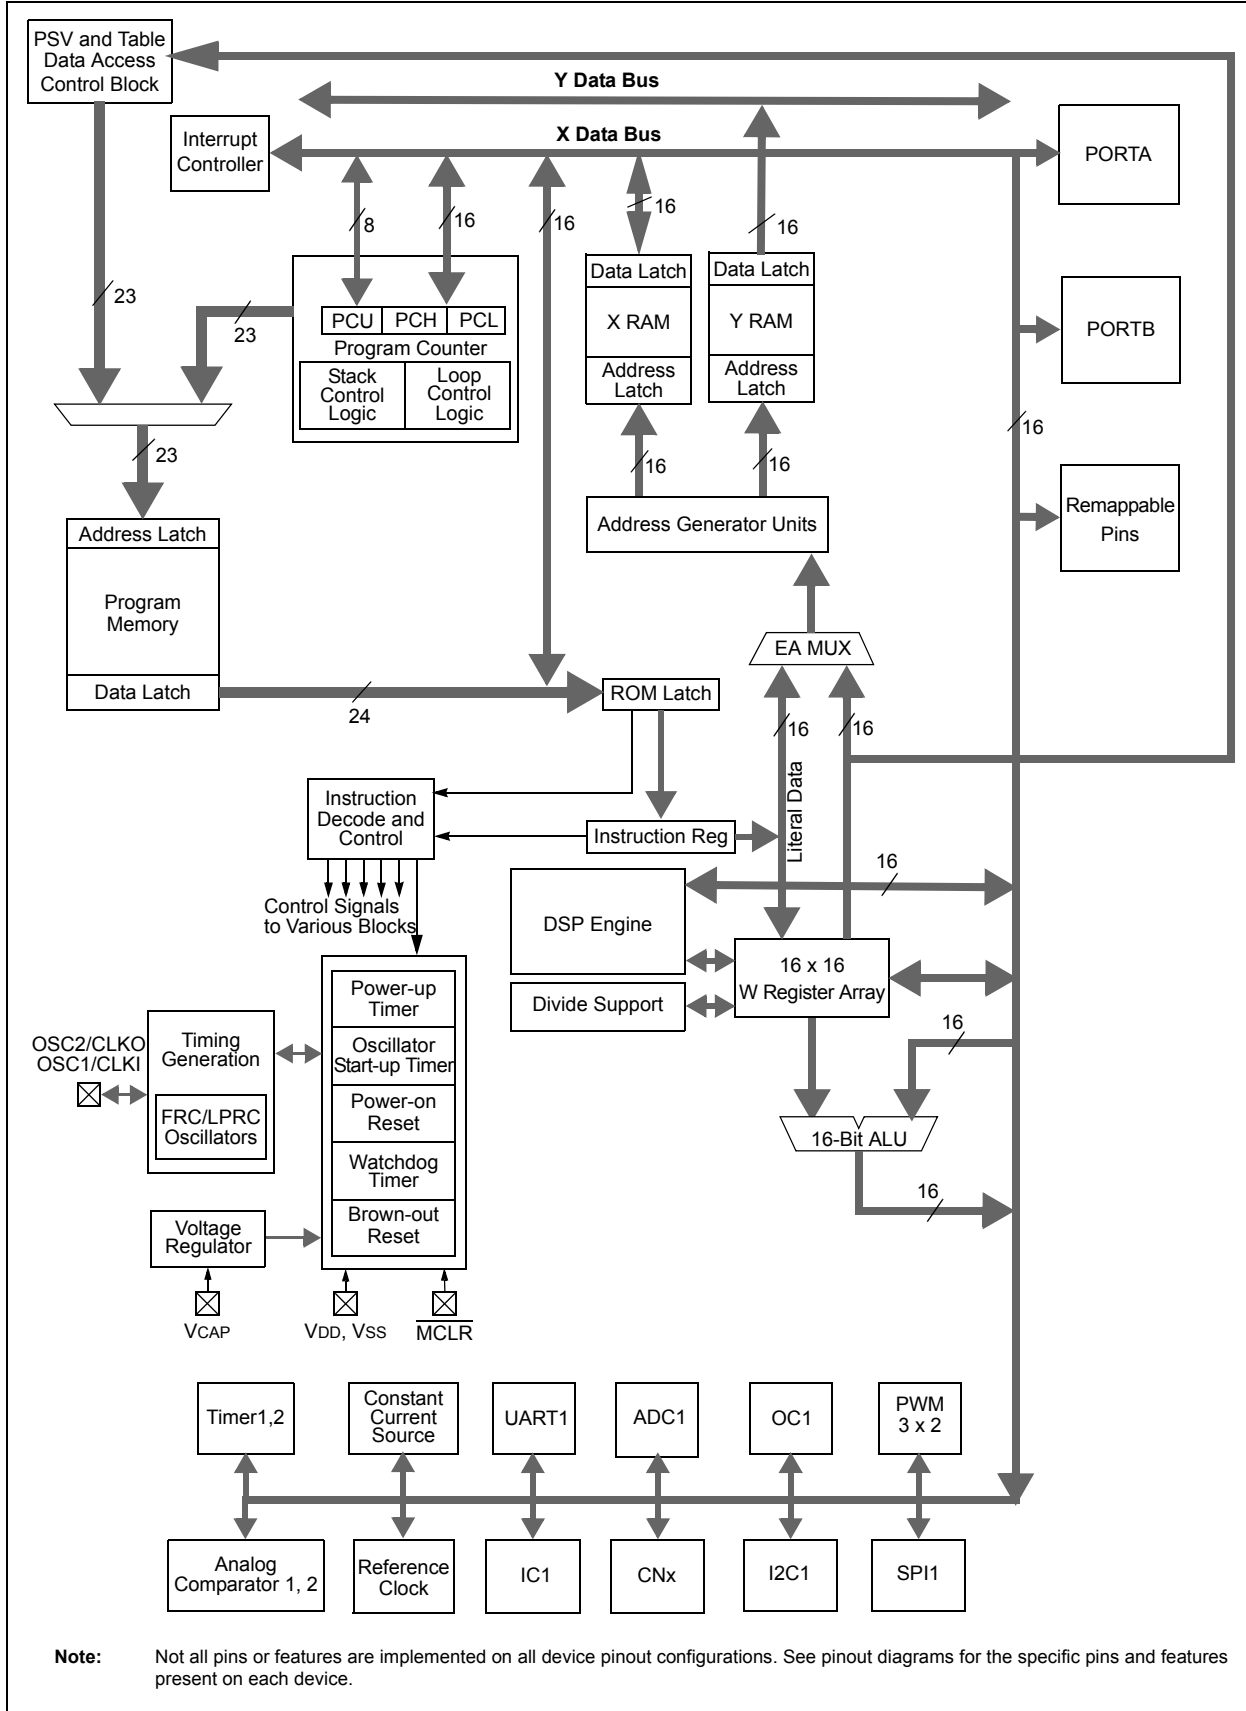 PSV and Table
Data Access
Control Block
Y Data Bus
X Data Bus
Interrupt
Controller
PORTA
8
16
16
16
16
23
23
Data Latch
X RAM
Address
Latch
Data Latch
Y RAM
Address
Latch
PCU
PCH
PCL
Program Counter
Stack
Control
Logic
Loop
Control
Logic
PORTB
16
23
16
16
Address Generator Units
Remappable
Pins
Address Latch
Program
Memory
Data Latch
24
EA MUX
ROM Latch
16
16
Literal Data
Instruction
Decode and
Control
Instruction Reg
Control Signals
to Various Blocks
16
DSP Engine
16 x 16
W Register Array
Divide Support
Power-up
Timer
Oscillator
Start-up Timer
Power-on
Reset
Watchdog
Timer
Brown-out
Reset
OSC2/CLKO
OSC1/CLKI
Timing
Generation
FRC/LPRC
Oscillators
16
16-Bit ALU
16
Voltage
Regulator
VCAP
VDD, VSS
MCLR
Timer1,2
Constant
Current
Source
UART1
ADC1
OC1
PWM
3 x 2
Analog
Comparator 1, 2
Reference
Clock
IC1
CNx
I2C1
SPI1
Note: Not all pins or features are implemented on all device pinout configurations. See pinout diagrams for the specific pins and features
present on each device.